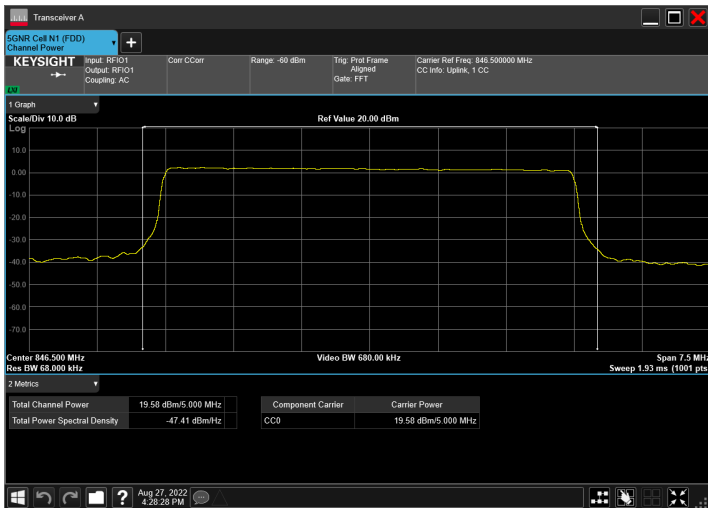 Transceiver A
5GNR Cell N1 (FDD)
Channel Power
KEYSIGHT
Input: RFIO1
Output: RFIO1
Coupling: AC
Corr CCorr
Range: -60 dBm
Trig: Prot Frame
Aligned
Gate: FFT
Carrier Ref Freq: 846.500000 MHz
CC Info: Uplink, 1 CC
LXI
1 Graph
Scale/Div 10.0 dB
Ref Value 20.00 dBm
Log
10.0
0.00
-10.0
-20.0
-30.0
-40.0
-50.0
-60.0
-70.0
Center 846.500 MHz
Video BW 680.00 kHz
Span 7.5 MHz
Res BW 68.000 kHz
Sweep 1.93 ms (1001 pts
2 Metrics
Total Channel Power 19.58 dBm/5.000 MHz
Total Power Spectral Density -47.41 dBm/Hz
Component Carrier Carrier Power
CC0 19.58 dBm/5.000 MHz
?
Aug 27, 2022
4:28:28 PM